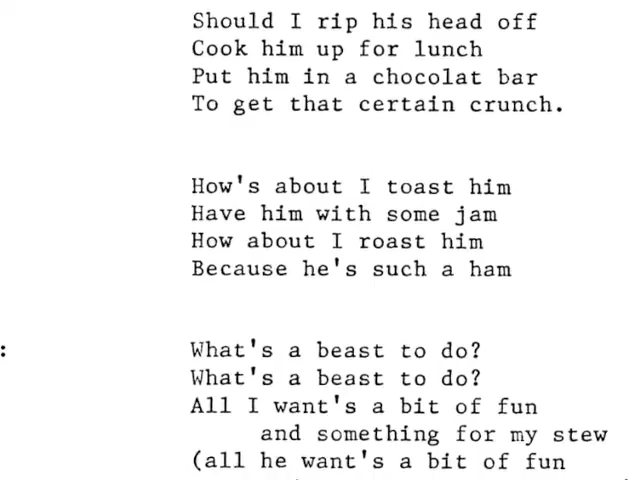 Should I rip his head off
Cook him up for lunch
Put him in a chocolat bar
To get that certain crunch.
How's about I toast him
Have him with some jam
How about I roast him
Because he's such a ham
: What's a beast to do?
What's a beast to do?
All I want's a bit of fun
and something for my stew
(all he want's a bit of fun